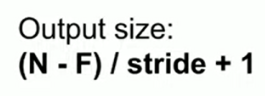 Output size:
(N - F) / stride + 1